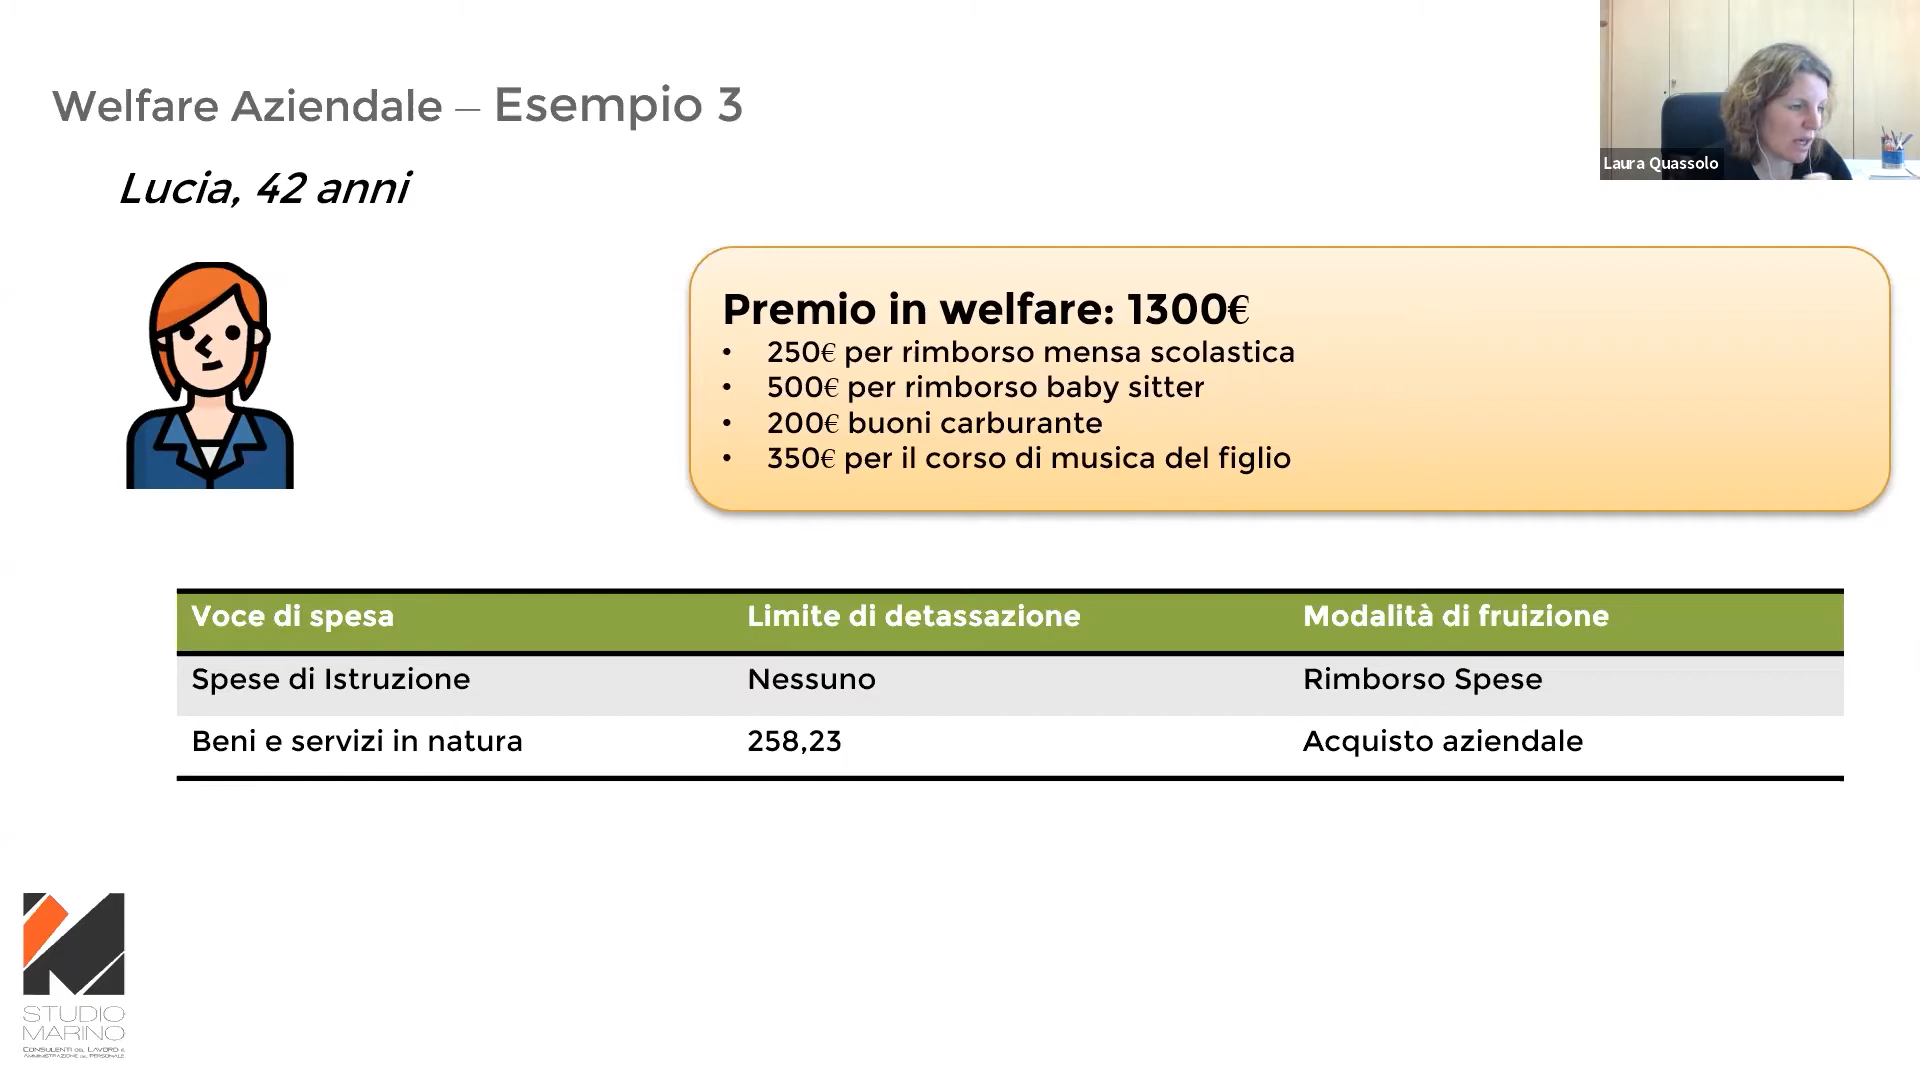 Welfare Aziendale – Esempio 3
Laura Quassolo
Lucia, 42 anni
Premio in welfare: 1300€
• 250€ per rimborso mensa scolastica
• 500€ per rimborso baby sitter
• 200€ buoni carburante
• 350€ per il corso di musica del figlio
Voce di spesa Limite di detassazione Modalità di fruizione
Spese di Istruzione Nessuno Rimborso Spese
Beni e servizi in natura 258,23 Acquisto aziendale
STUDIO
MARINO
CONSULENTI DEL LAVORO E
AMMINISTRAZIONE DEL PERSONALE